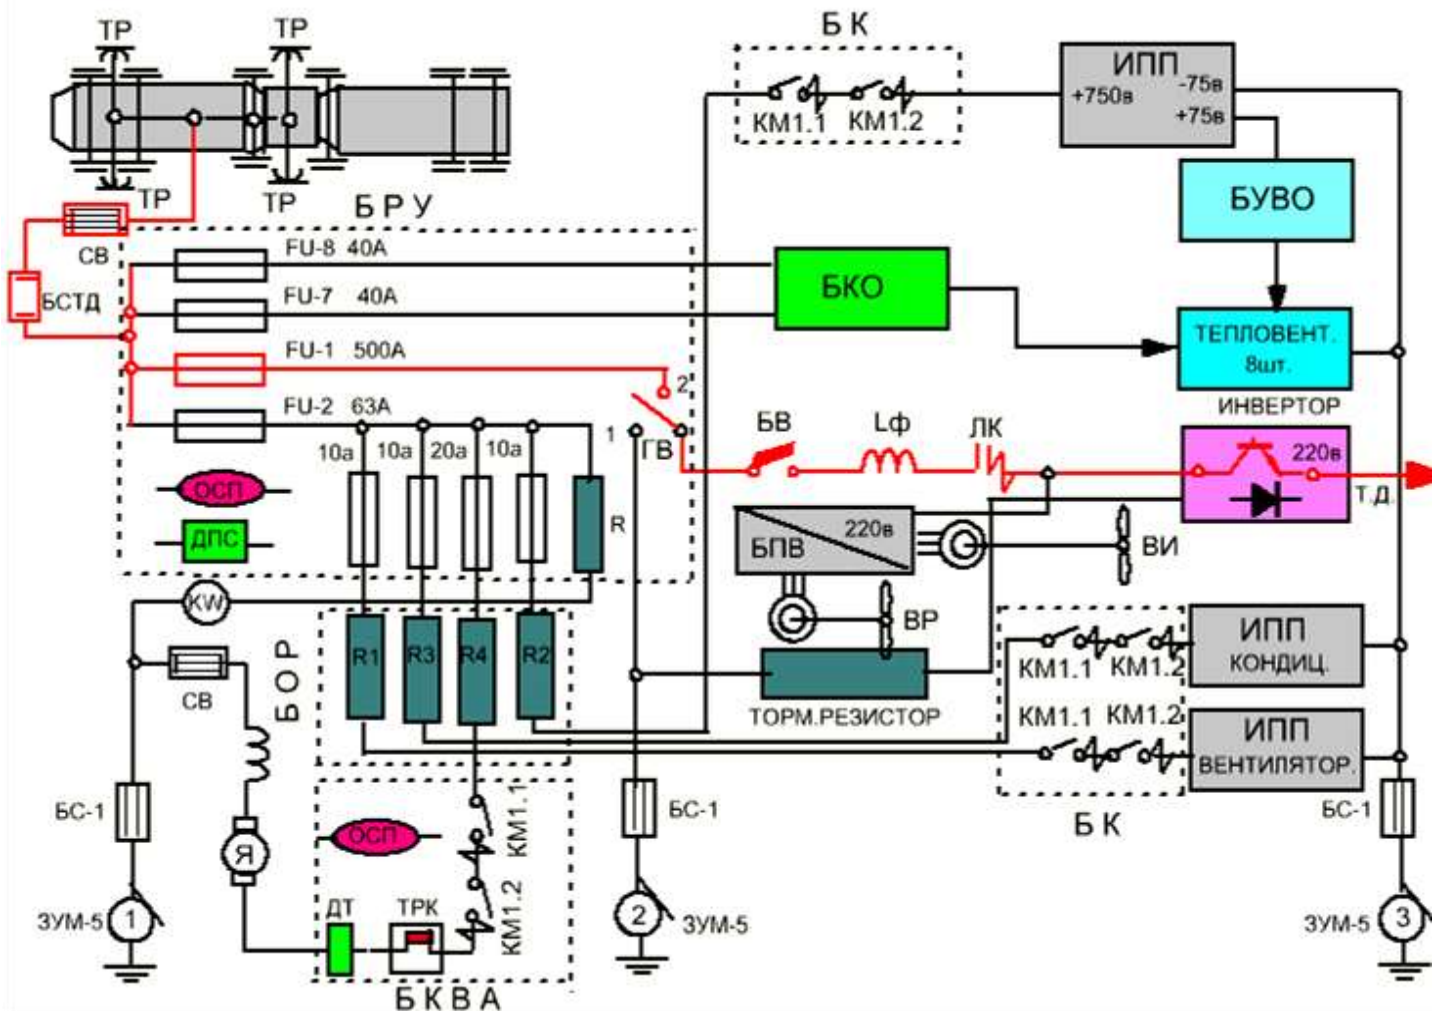 ТР ТР
ТР ТР
Б К
ИПП
+750в
-75в
+75в
КМ1.1 КМ1.2
Б Р У
СВ
БСТД
FU-8 40А
FU-7 40А
FU-1 500А
FU-2 63А
БКО
БУВО
ТЕПЛОВЕНТ.
8шт.
ИНВЕРТОР
10а 10а 20а 10а
1
2
ГВ
БВ
Lф
ЛК
220в
Т.Д.
ОСП
ДПС
R
БПВ
220в
ВИ
ВР
KW
СВ
Б О Р
R1 R3 R4 R2
ТОРМ.РЕЗИСТОР
КМ1.1 КМ1.2
ИПП
КОНДИЦ.
КМ1.1 КМ1.2
ИПП
ВЕНТИЛЯТОР.
Б К
БС-1
БС-1
БС-1
Я
ОСП
КМ1.1
КМ1.2
ДТ
ТРК
ЗУМ-5
1
2
ЗУМ-5
ЗУМ-5
3
Б К В А